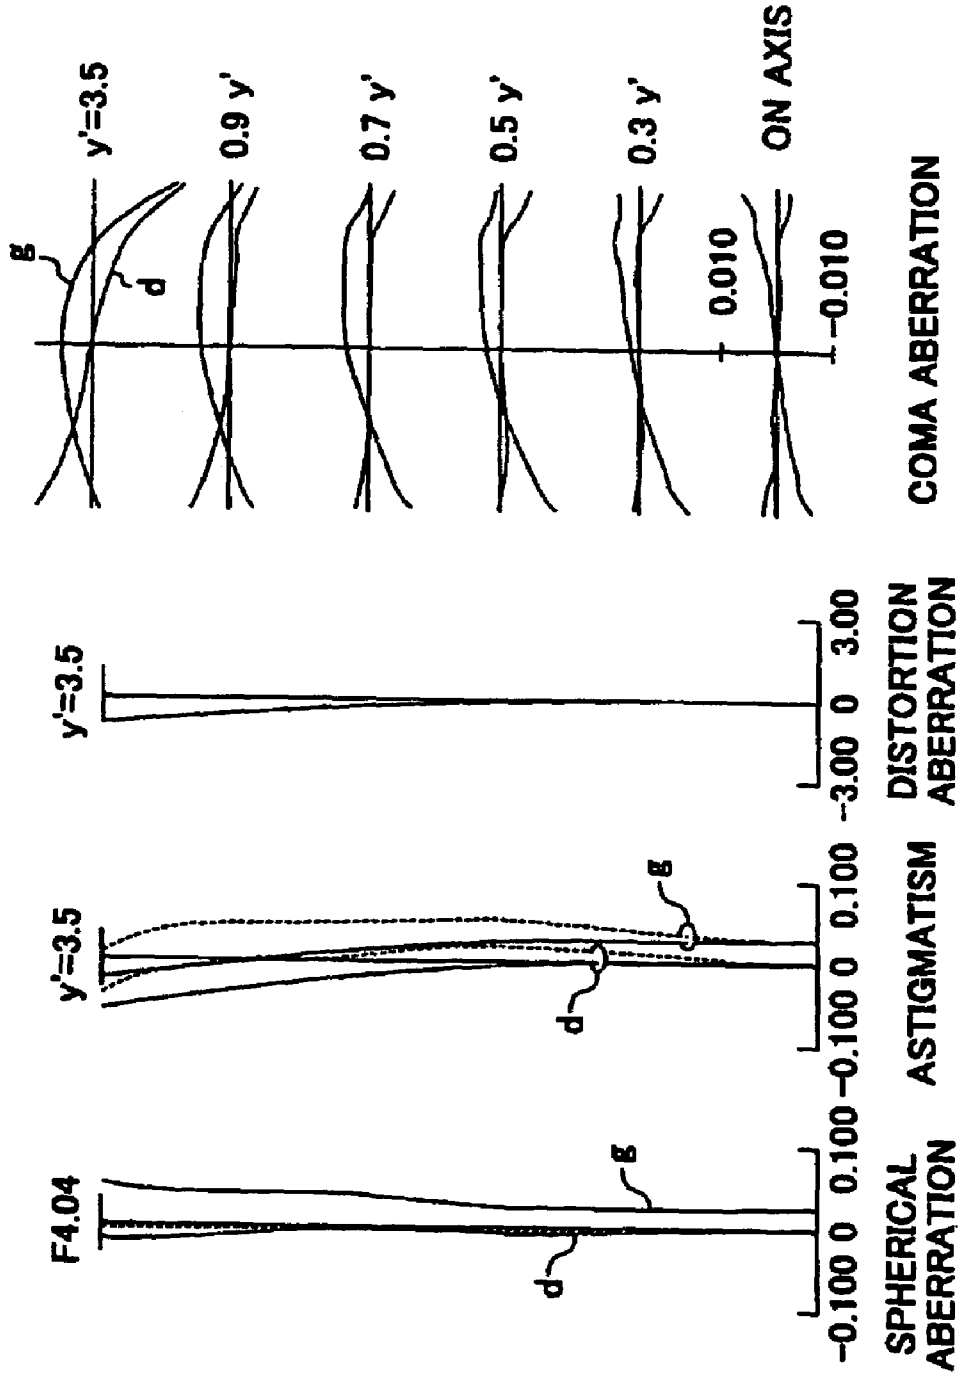 F4.04
g
d
-0.100 0 0.100
SPHERICAL
ABERRATION
y'=3.5
g
d
-0.100 0 0.100
ASTIGMATISM
y'=3.5
-3.00 0 3.00
DISTORTION
ABERRATION
y'=3.5
g
d
0.9 y'
0.7 y'
0.5 y'
0.3 y'
0.010
ON AXIS
-0.010
COMA ABERRATION